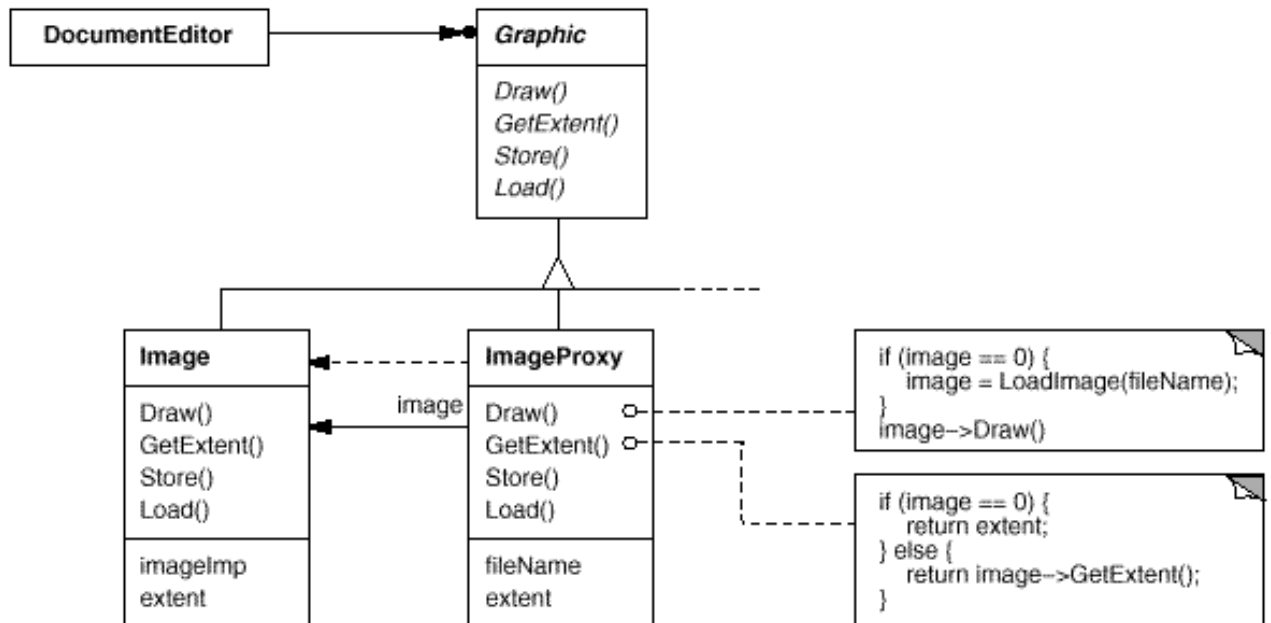 DocumentEditor
Graphic
Draw()
GetExtent()
Store()
Load()
Image
Draw()
GetExtent()
Store()
Load()
imageImp
extent
image
ImageProxy
Draw()
GetExtent()
Store()
Load()
fileName
extent
if (image == 0) {
image = LoadImage(fileName);
}
image->Draw()
if (image == 0) {
return extent;
} else {
return image->GetExtent();
}